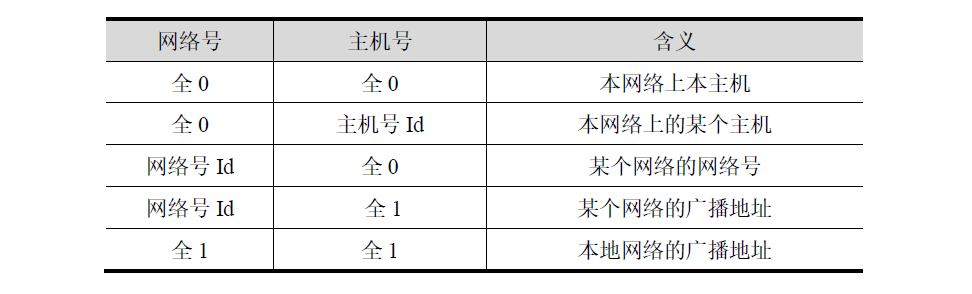 网络号 主机号 含义
全 0 全 0 本网络上本主机
全 0 主机号 Id 本网络上的某个主机
网络号 Id 全 0 某个网络的网络号
网络号 Id 全 1 某个网络的广播地址
全 1 全 1 本地网络的广播地址